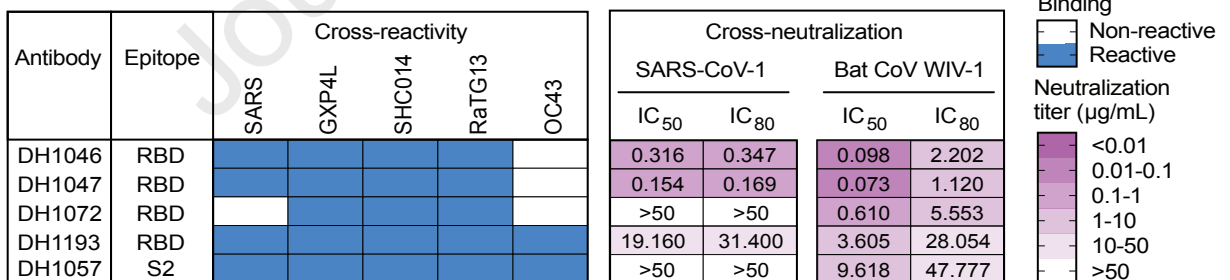 Jou
Binding
Non-reactive
Reactive
Neutralization
titer (µg/mL)
<0.01
0.01-0.1
0.1-1
1-10
10-50
>50
Antibody Epitope Cross-reactivity Cross-neutralization
SARS GXP4L SHC014 RaTG13 OC43
SARS-CoV-1 Bat CoV WIV-1
IC50 IC80 IC50 IC80
DH1046 RBD 0.316 0.347 0.098 2.202
DH1047 RBD 0.154 0.169 0.073 1.120
DH1072 RBD >50 >50 0.610 5.553
DH1193 RBD 19.160 31.400 3.605 28.054
DH1057 S2 >50 >50 9.618 47.777